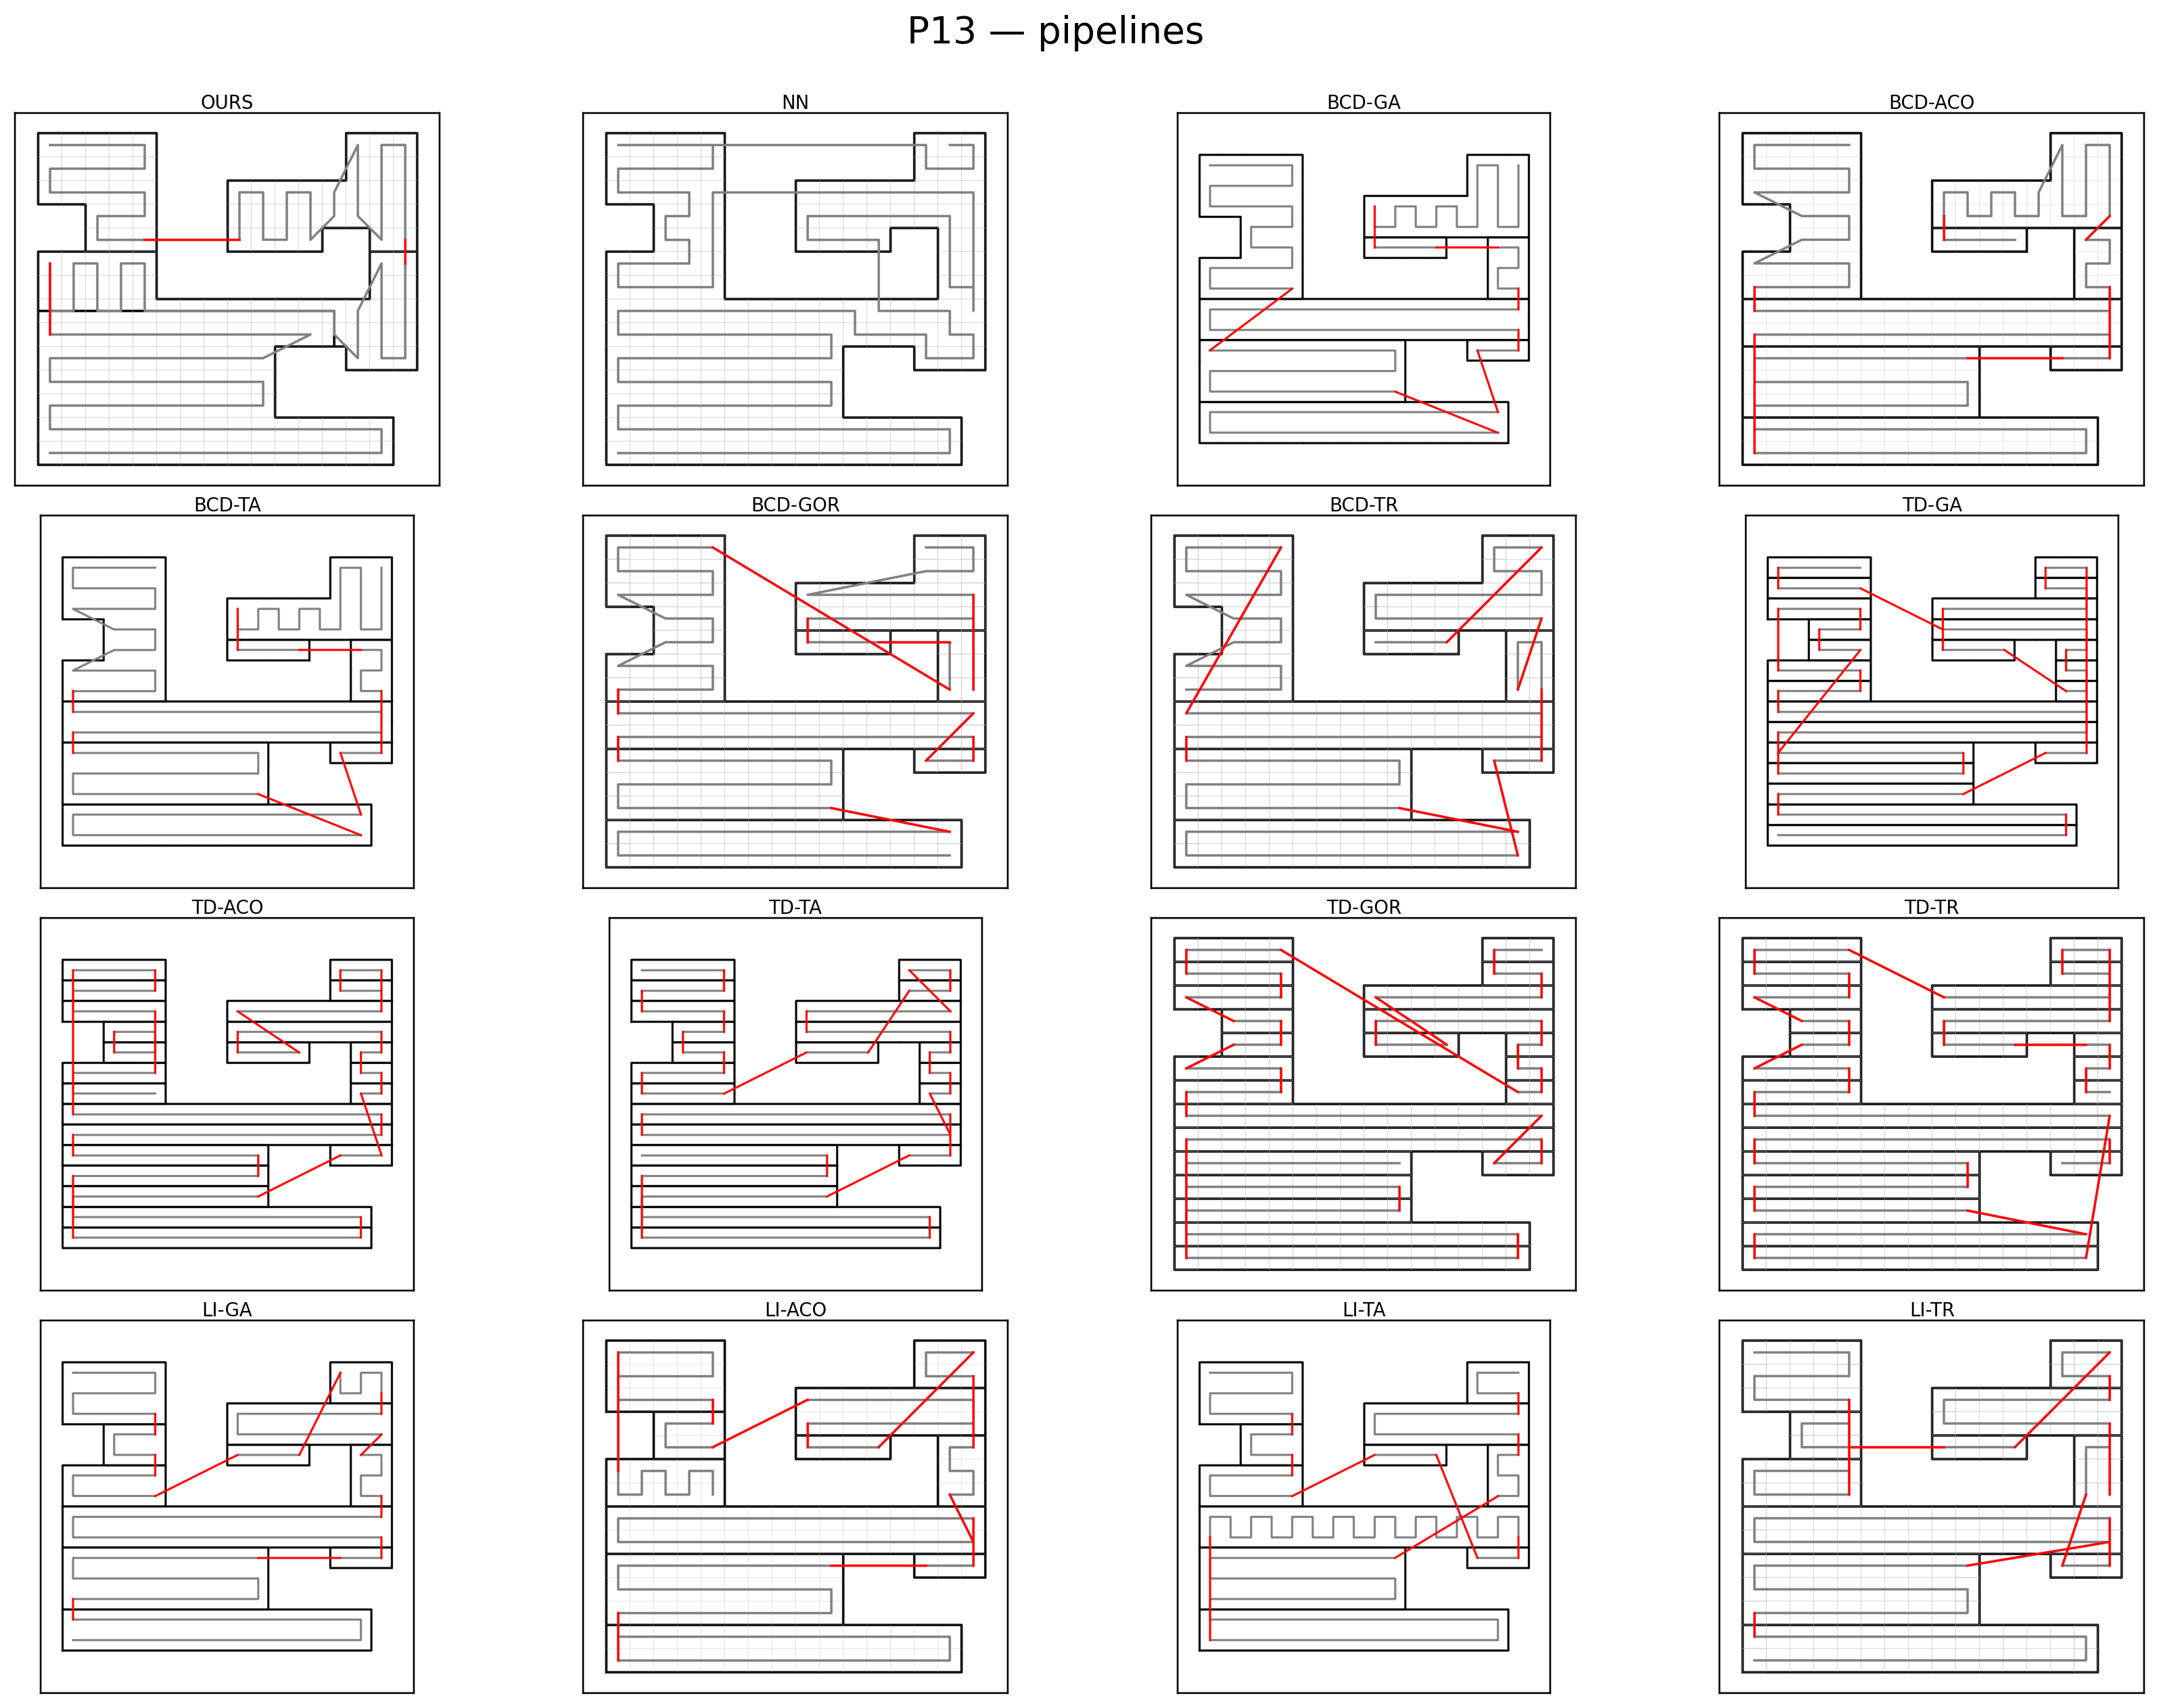 P13 — pipelines
OURS
NN
BCD-GA
BCD-ACO
BCD-TA
BCD-GOR
BCD-TR
TD-GA
TD-ACO
TD-TA
TD-GOR
TD-TR
LI-GA
LI-ACO
LI-TA
LI-TR